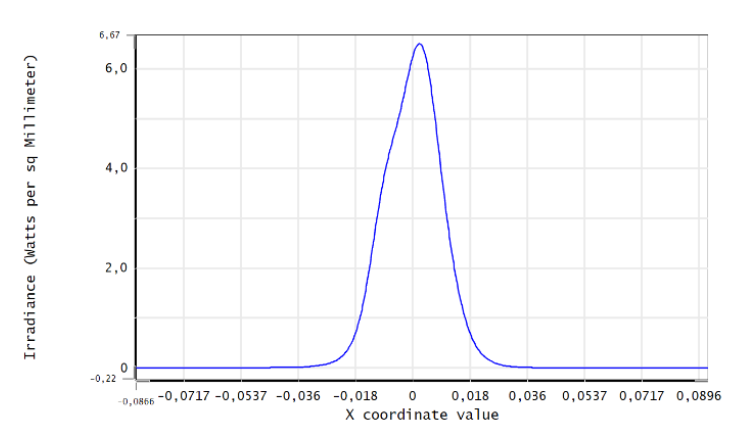 6,67
6,0
4,0
2,0
0
-0,22
Irradiance (Watts per sq Millimeter)
-0,0866 -0,0717 -0,0537 -0,036 -0,018 0 0,018 0,036 0,0537 0,0717 0,0896
X coordinate value